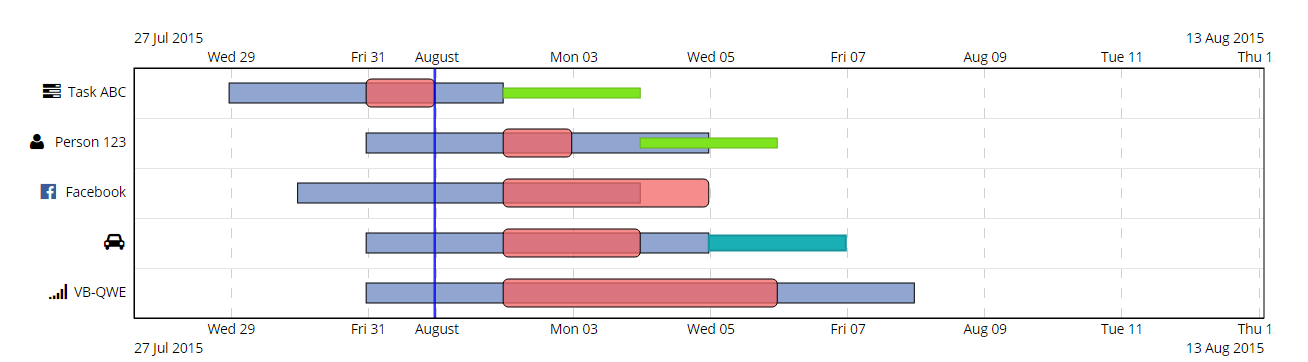 27 Jul 2015 13 Aug 2015
Wed 29 Fri 31 August Mon 03 Wed 05 Fri 07 Aug 09 Tue 11 Thu 1
Task ABC
Person 123
Facebook
VB-QWE
Wed 29 Fri 31 August Mon 03 Wed 05 Fri 07 Aug 09 Tue 11 Thu 1
27 Jul 2015 13 Aug 2015